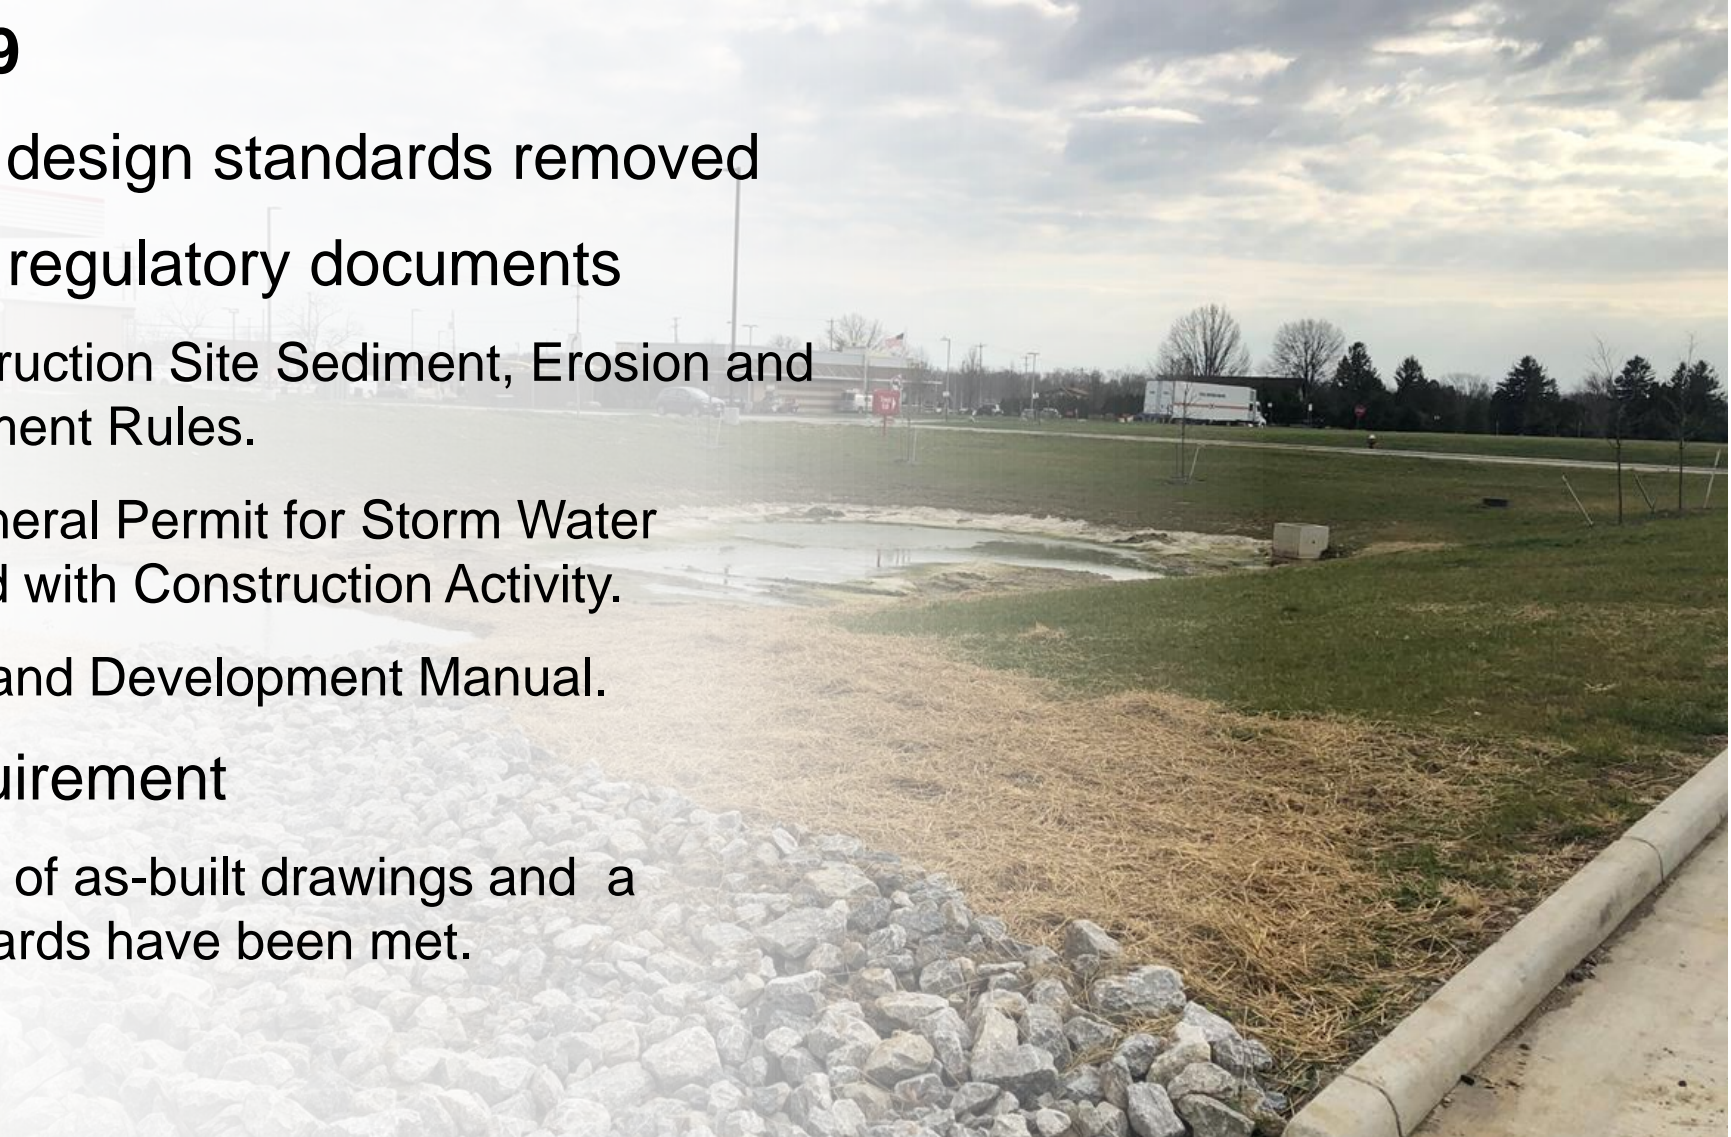 9
design standards removed
regulatory documents
ruction Site Sediment, Erosion and
ment Rules.
neral Permit for Storm Water
d with Construction Activity.
and Development Manual.
uirement
of as-built drawings and  a
ards have been met.